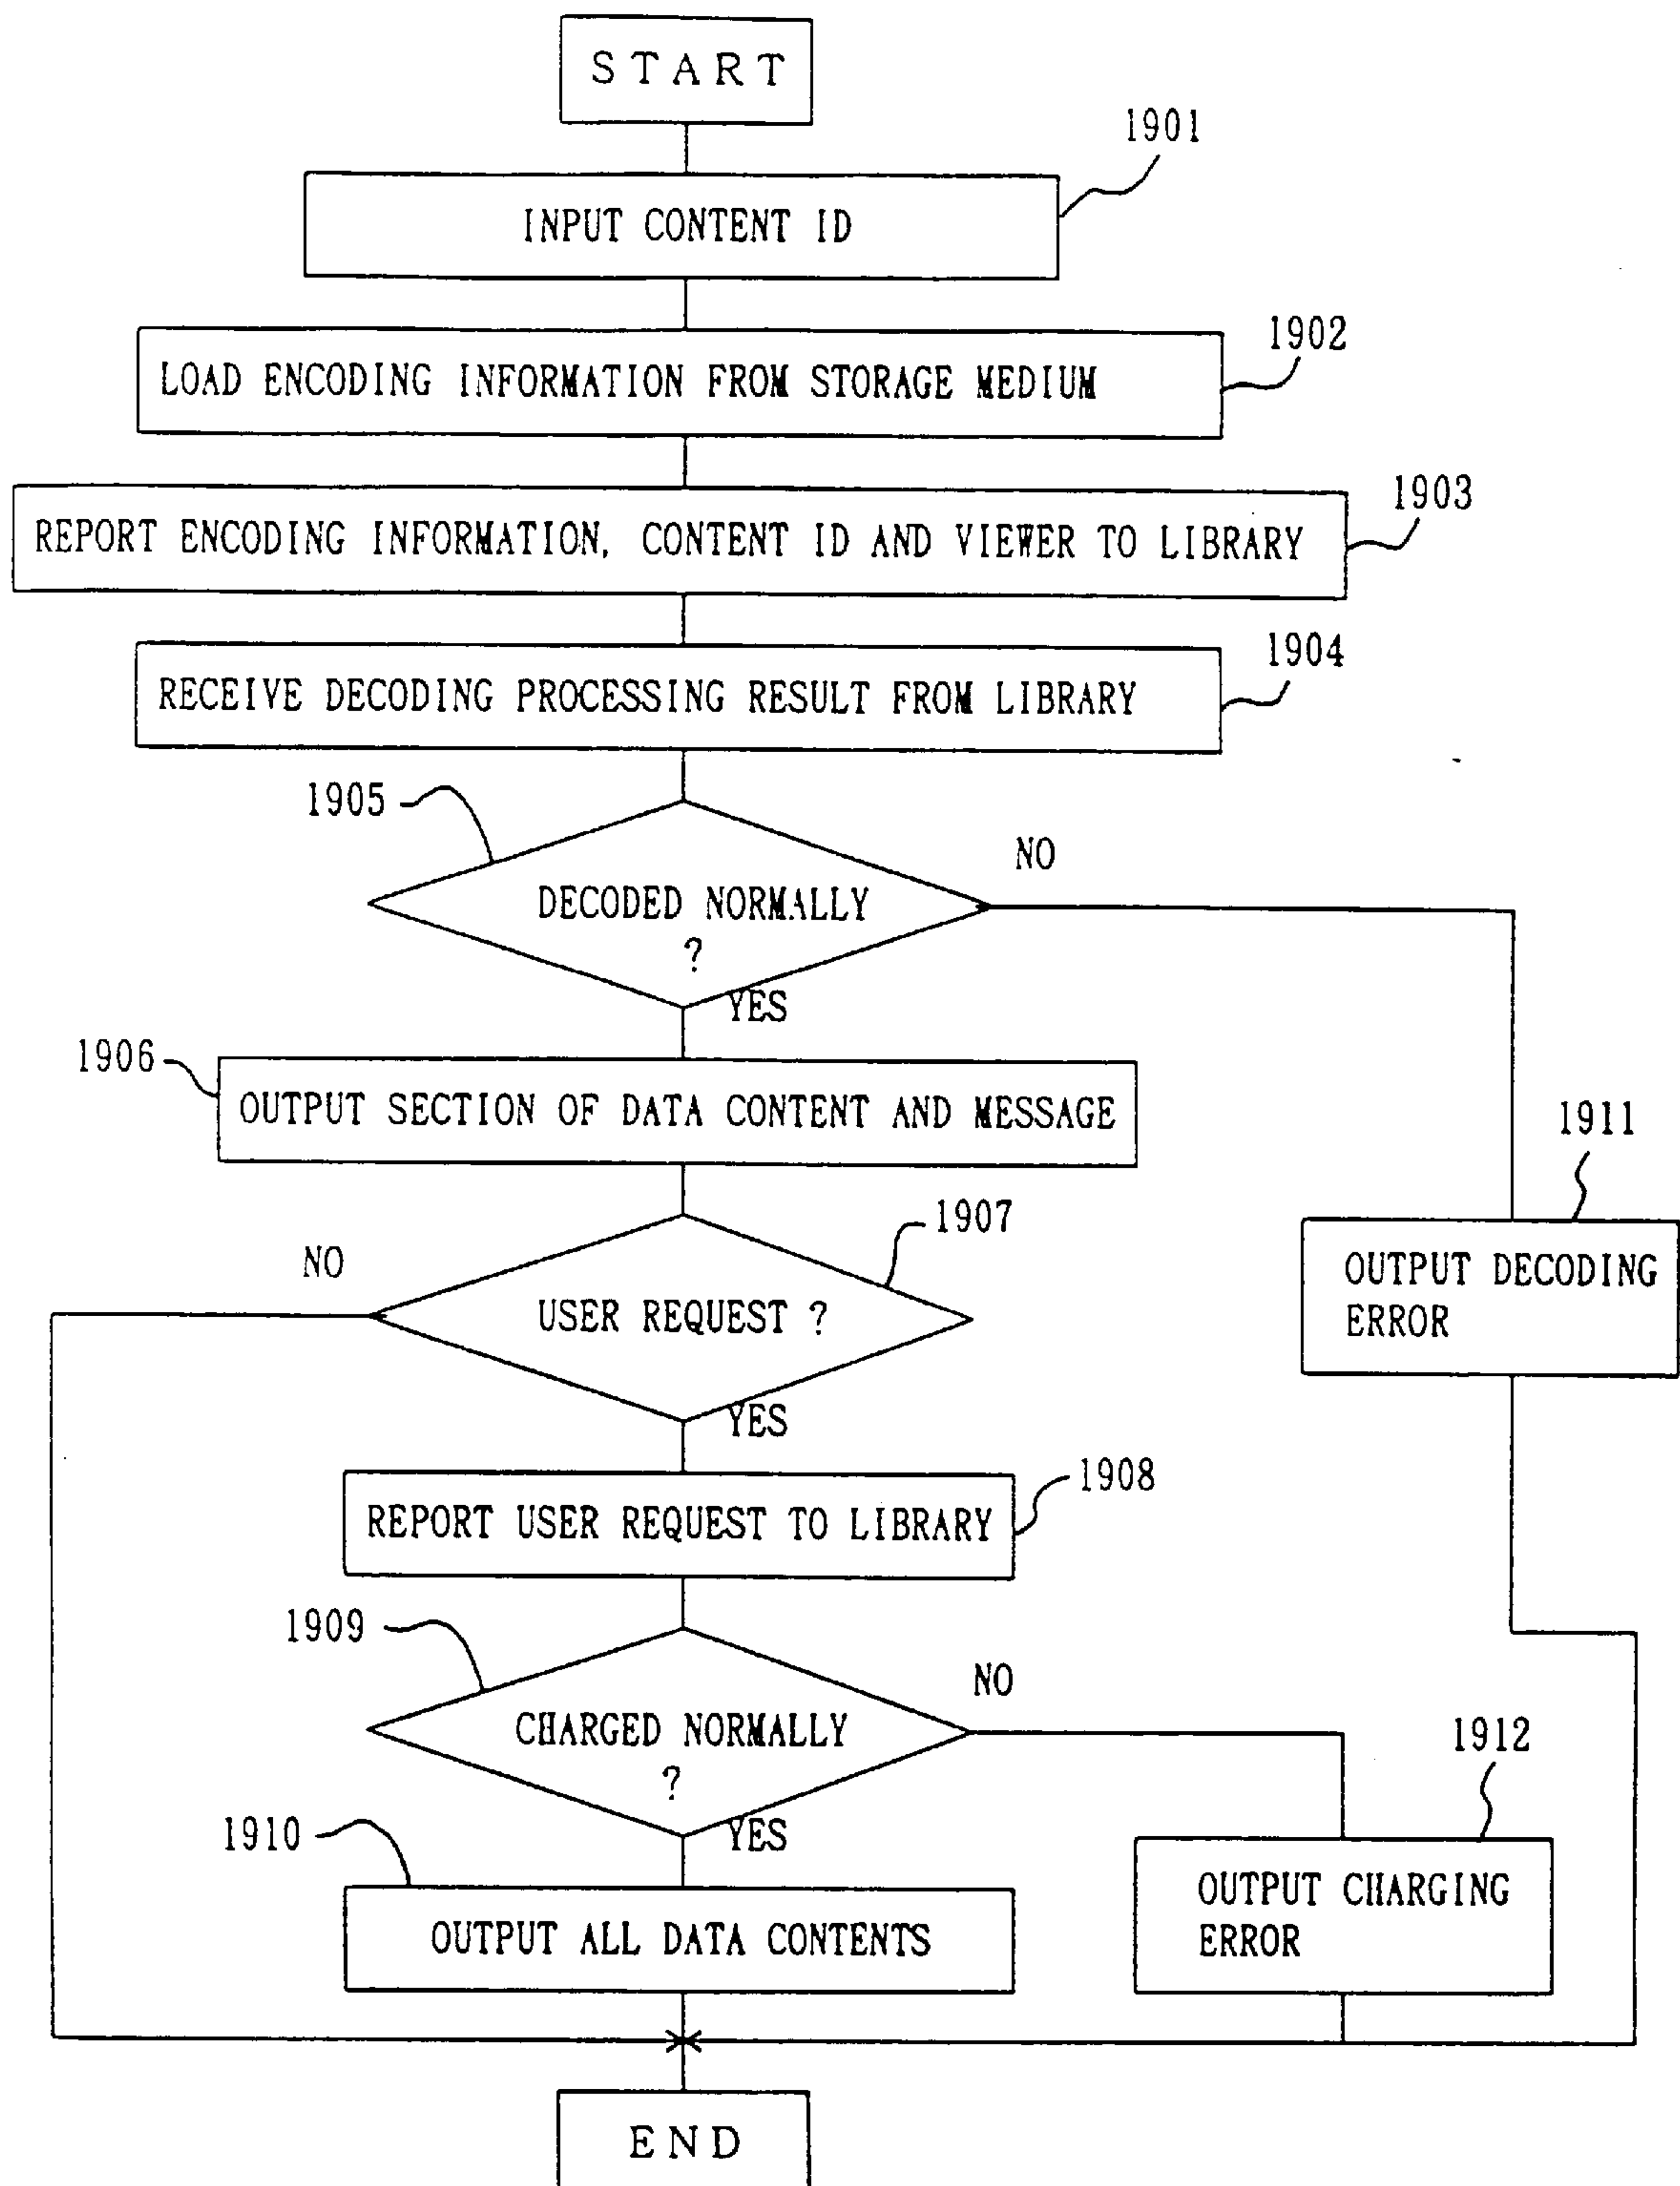 START
1901
INPUT CONTENT ID
1902
LOAD ENCODING INFORMATION FROM STORAGE MEDIUM
1903
REPORT ENCODING INFORMATION, CONTENT ID AND VIEWER TO LIBRARY
1904
RECEIVE DECODING PROCESSING RESULT FROM LIBRARY
1905
NO
DECODED NORMALLY
?
YES
1906
OUTPUT SECTION OF DATA CONTENT AND MESSAGE
1911
OUTPUT DECODING
ERROR
1907
NO
USER REQUEST ?
YES
1908
REPORT USER REQUEST TO LIBRARY
1909
NO
CHARGED NORMALLY
?
YES
1912
OUTPUT CHARGING
ERROR
1910
OUTPUT ALL DATA CONTENTS
END